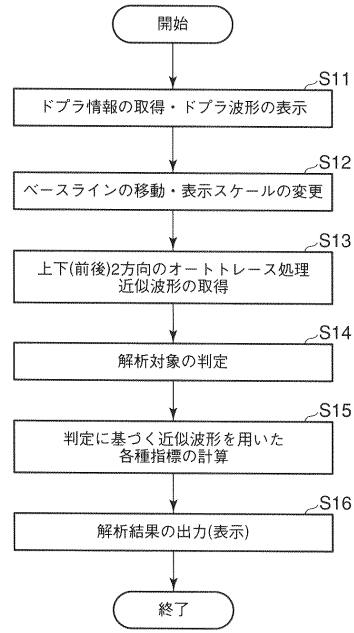 開始
S11
ドプラ情報の取得・ドプラ波形の表示
S12
ベースラインの移動・表示スケールの変更
S13
上下(前後)2方向のオートトレース処理
近似波形の取得
S14
解析対象の判定
S15
判定に基づく近似波形を用いた
各種指標の計算
S16
解析結果の出力(表示)
終了